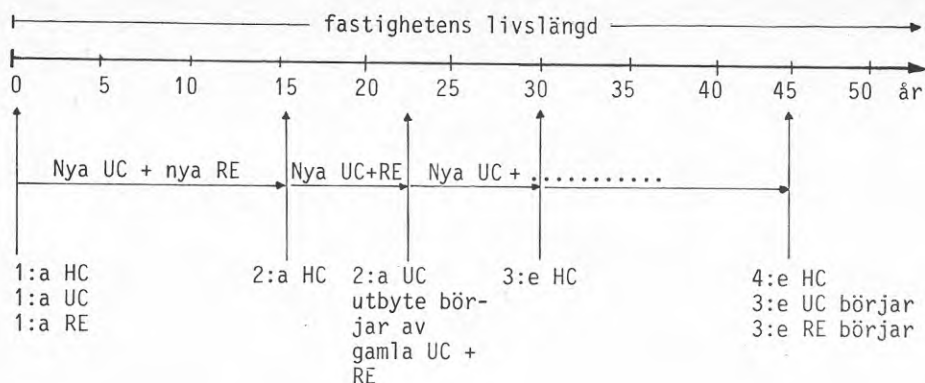 fastighetens livslängd
0 5 10 15 20 25 30 35 40 45 50 år
Nya UC + nya RE Nya UC+RE Nya UC + ...........
1:a HC
1:a UC
1:a RE
2:a HC
2:a UC
utbyte bör-
jar av
gamla UC +
RE
3:e HC
4:e HC
3:e UC börjar
3:e RE börjar